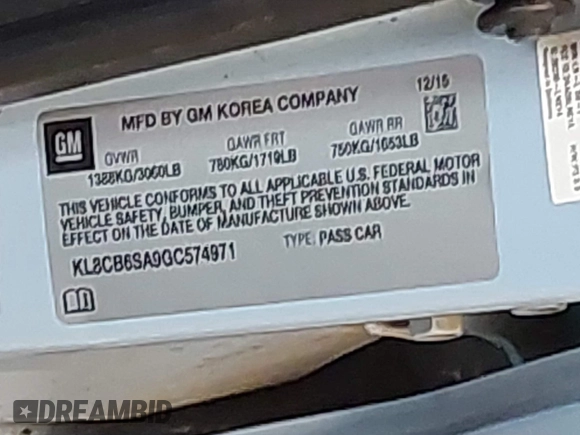 12/15
MFD BY GM KOREA COMPANY
GM
GVWR GAWR FRT GAWR RR
1388KG/3060LB 780KG/1719LB 750KG/1653LB
THIS VEHICLE CONFORMS TO ALL APPLICABLE U.S. FEDERAL MOTOR
VEHICLE SAFETY, BUMPER, AND THEFT PREVENTION STANDARDS IN
EFFECT ON THE DATE OF MANUFACTURE SHOWN ABOVE.
KL8CB6SA9GC574971 TYPE: PASS CAR
DREAMBID